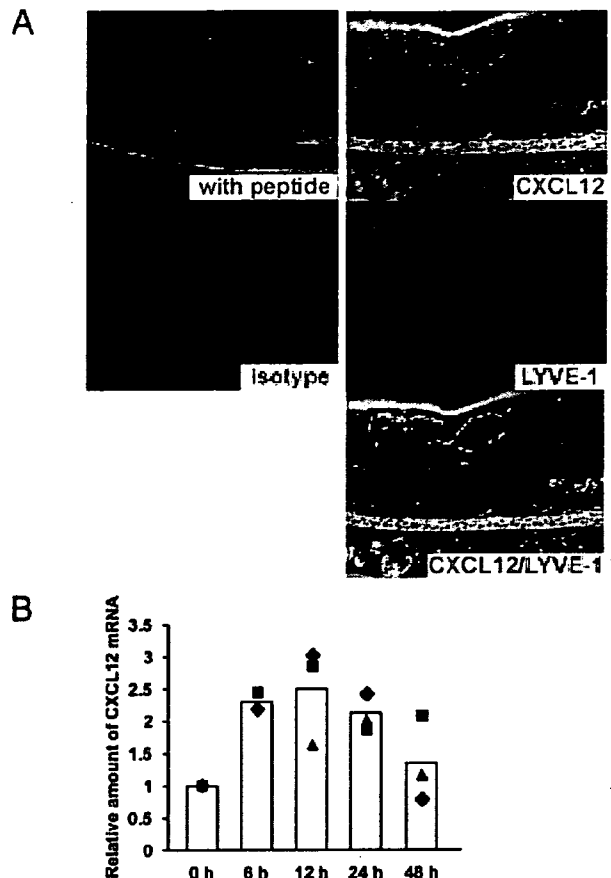 A
with peptide
CXCL12
isotype
LYVE-1
CXCL12/LYVE-1
B
Relative amount of CXCL12 mRNA
3.5
3
2.5
2
1.5
1
0.5
0
0 h 6 h 12 h 24 h 48 h